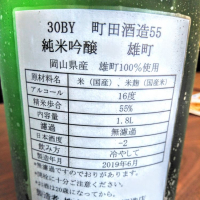 30BY 町田酒造55
純米吟醸 雄町
岡山県産 雄町100%使用
原材料名 米(国産)、米麹(国産米)
アルコール 16度
精米歩合 55%
内容量 1.8L
濾過 無濾過
日本酒度 -2
飲み方 冷やして
製造年月 2019年6月